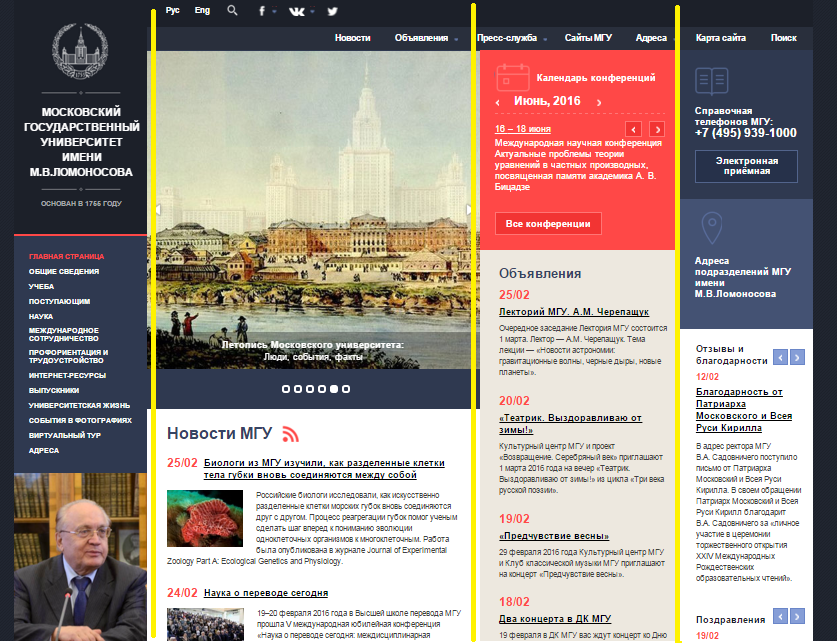 Рус Eng
Новости Объявления Пресс-служба Сайты МГУ Адреса Карта сайта Поиск
МОСКОВСКИЙ
ГОСУДАРСТВЕННЫЙ
УНИВЕРСИТЕТ
ИМЕНИ
М.В.ЛОМОНОСОВА
ОСНОВАН В 1755 ГОДУ
ГЛАВНАЯ СТРАНИЦА
ОБЩИЕ СВЕДЕНИЯ
УЧЕБА
ПОСТУПАЮЩИМ
НАУКА
МЕЖДУНАРОДНОЕ
СОТРУДНИЧЕСТВО
ПРОФОРИЕНТАЦИЯ И
ТРУДОУСТРОЙСТВО
ИНТЕРНЕТ-РЕСУРСЫ
ВЫПУСКНИКИ
УНИВЕРСИТЕТСКАЯ ЖИЗНЬ
СОБЫТИЯ В ФОТОГРАФИЯХ
ВИРТУАЛЬНЫЙ ТУР
АДРЕСА
Летопись Московского университета:
Люди, события, факты
Новости МГУ
25/02 Биологи из МГУ изучили, как разделенные клетки
тела губки вновь соединяются между собой
Российские биологи исследовали, как искусственно
разделенные клетки морских губок вновь соединяются
друг с другом. Процесс реагрегации губок помог ученым
сделать шаг вперед к пониманию эволюции
одноклеточных организмов к многоклеточным. Работа
была опубликована в журнале Journal of Experimental
Zoology Part A: Ecological Genetics and Physiology.
24/02 Наука о переводе сегодня
19–20 февраля 2016 года в Высшей школе перевода МГУ
прошла V международная юбилейная конференция
«Наука о переводе сегодня: междисциплинарная
Календарь конференций
Июнь, 2016
16 – 18 июня
Международная научная конференция
Актуальные проблемы теории
уравнений в частных производных,
посвященная памяти академика А. В.
Бицадзе
Все конференции
Объявления
25/02
Лекторий МГУ. А.М. Черепащук
Очередное заседание Лектория МГУ состоится
1 марта. Лектор — А.М. Черепащук. Тема
лекции — «Новости астрономии:
гравитационные волны, черные дыры, новые
планеты».
20/02
«Театрик. Выздоравливаю от
зимы!»
Культурный центр МГУ и проект
«Возвращение. Серебряный век» приглашают
1 марта 2016 года на вечер «Театрик.
Выздоравливаю от зимы!» из цикла «Три века
русской поэзии».
19/02
«Предчувствие весны»
29 февраля 2016 года Культурный центр МГУ
и Клуб классической музыки МГУ приглашают
на концерт «Предчувствие весны».
18/02
Два концерта в ДК МГУ
19 февраля в ДК МГУ вас ждут концерт ко Дню
Справочная
телефонов МГУ:
+7 (495) 939-1000
Электронная
приёмная
Адреса
подразделений МГУ
имени
М.В.Ломоносова
Отзывы и
благодарности
12/02
Благодарность от
Патриарха
Московского и Всея
Руси Кирилла
В адрес ректора МГУ
В.А. Садовничего поступило
письмо от Патриарха
Московского и Всея Руси
Кирилла. В своем обращении
Патриарх Московский и Всея
Руси Кирилл благодарит
В.А. Садовничего за «личное
участие в церемонии
торжественного открытия
XXIV Международных
Рождественских
образовательных чтений».
Поздравления
19/02